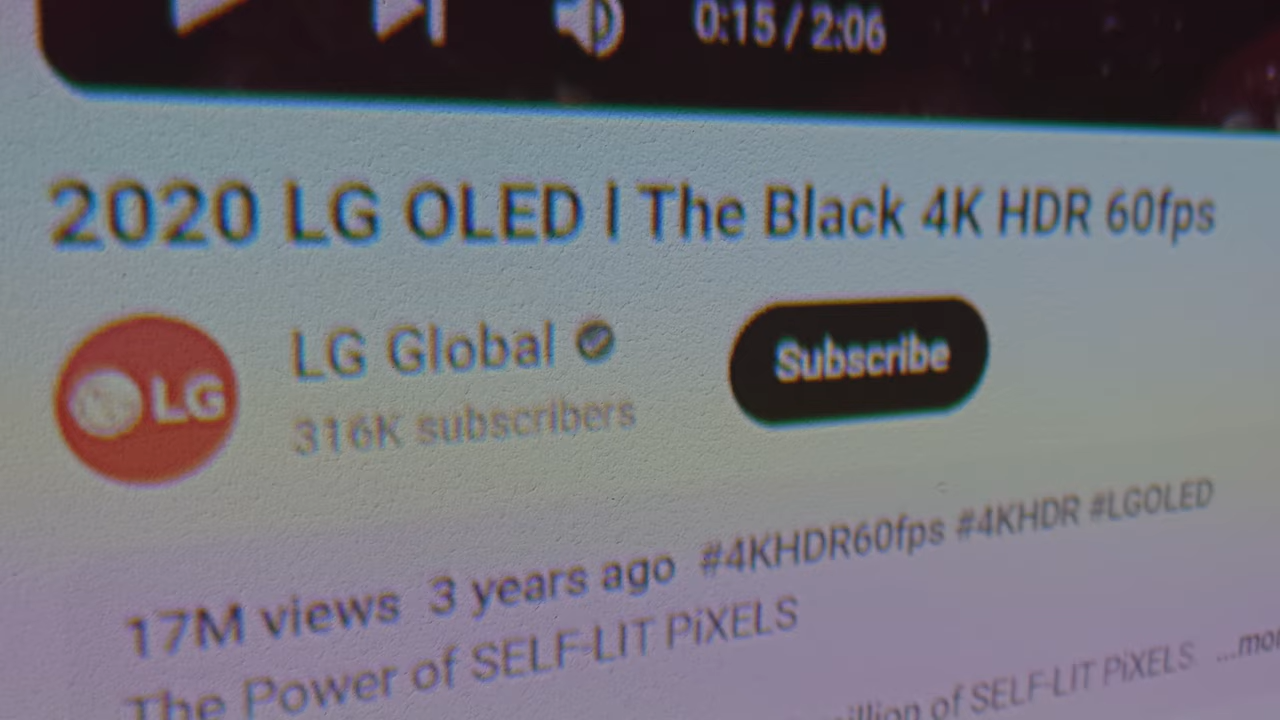 0:15 / 2:06
2020 LG OLED l The Black 4K HDR 60fps
LG
LG Global
316K subscribers
Subscribe
17M views 3 years ago #4KHDR60fps #4KHDR #LGOLED
The Power of SELF-LIT PiXELS
of SELF-LIT PiXELS